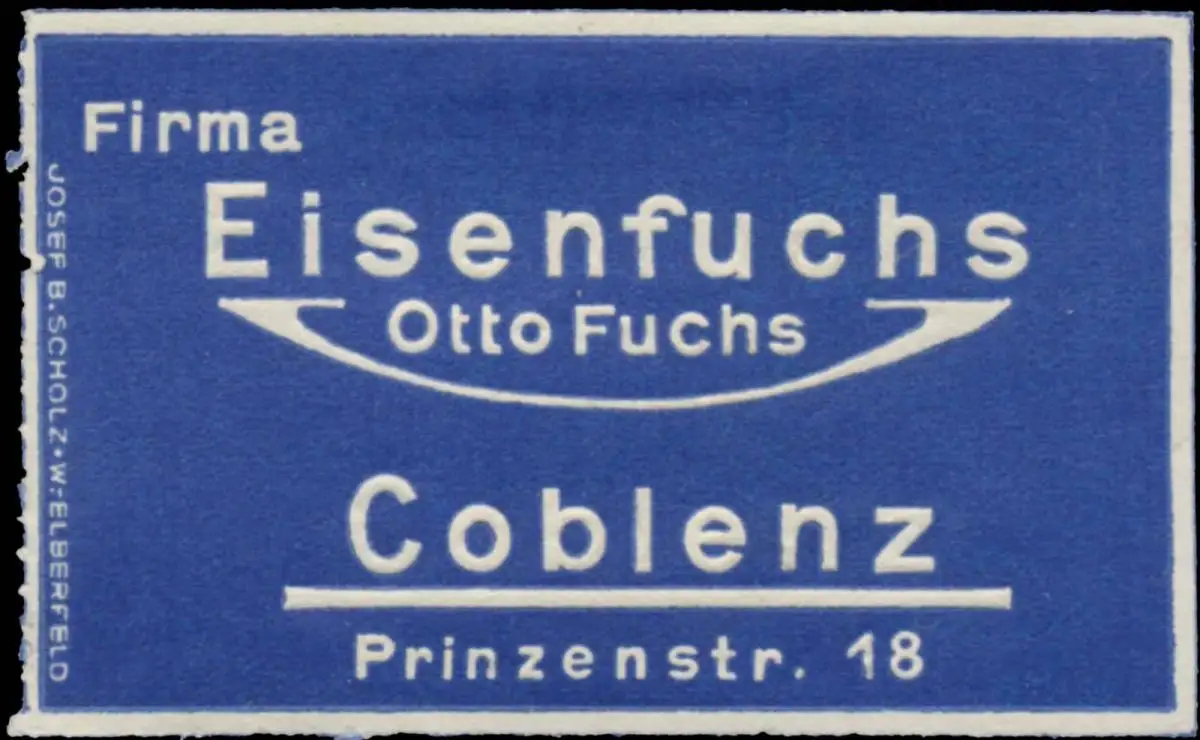 Firma
Eisenfuchs
Otto Fuchs
Coblenz
Prinzenstr. 18
JOSEF B. SCHOLZ • W.-ELBERFELD